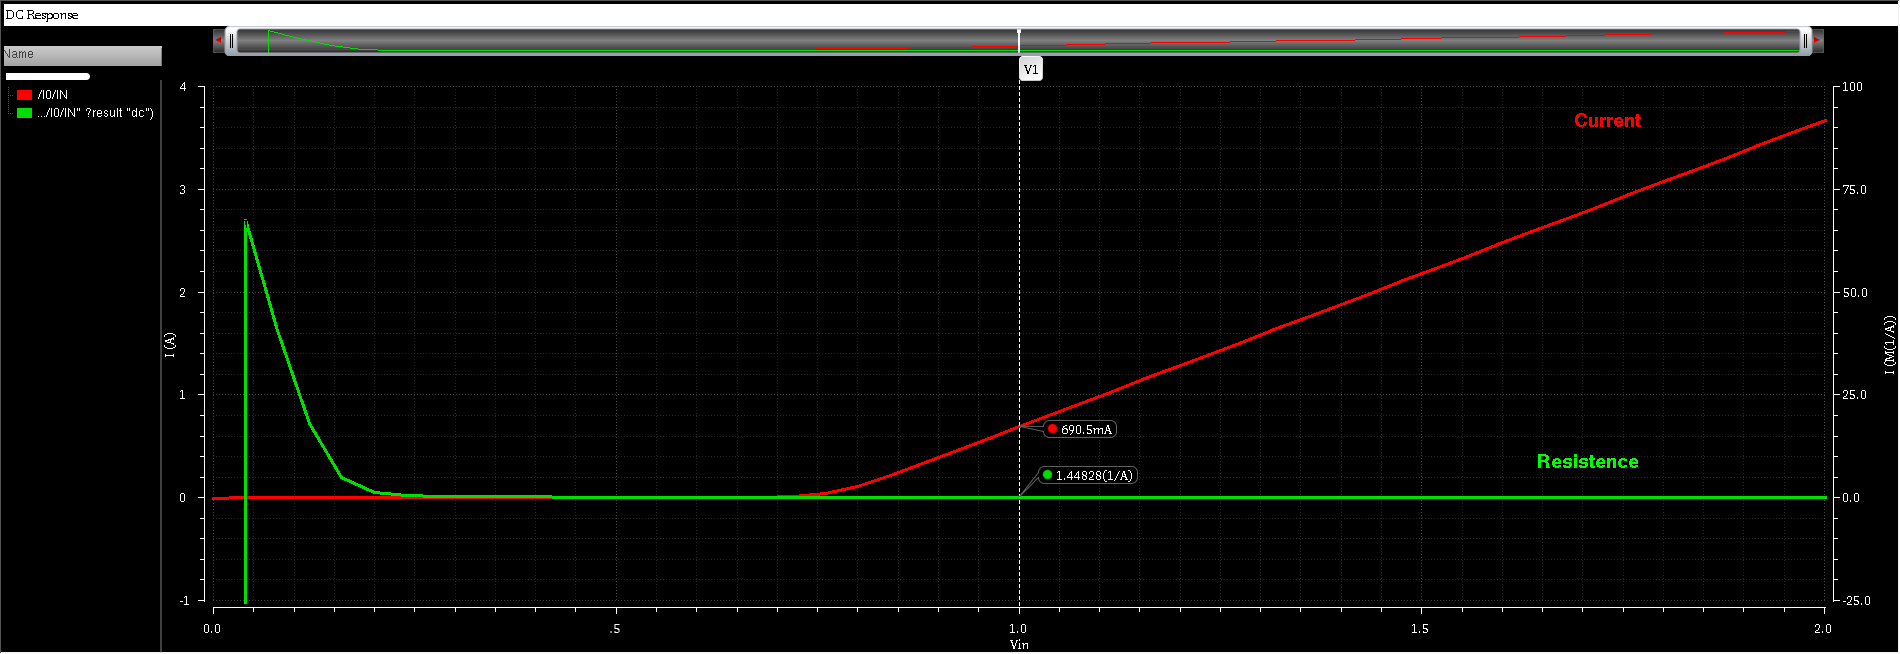 DC Response
Name
/I0/IN
.../I0/IN" ?result "dc")
V1
4
3
2
1
0
-1
I (A)
100
75.0
50.0
25.0
0.0
-25.0
I (M(1/A))
Current
690.5mA
1.44828(1/A)
Resistence
0.0
.5
1.0
1.5
2.0
Vin